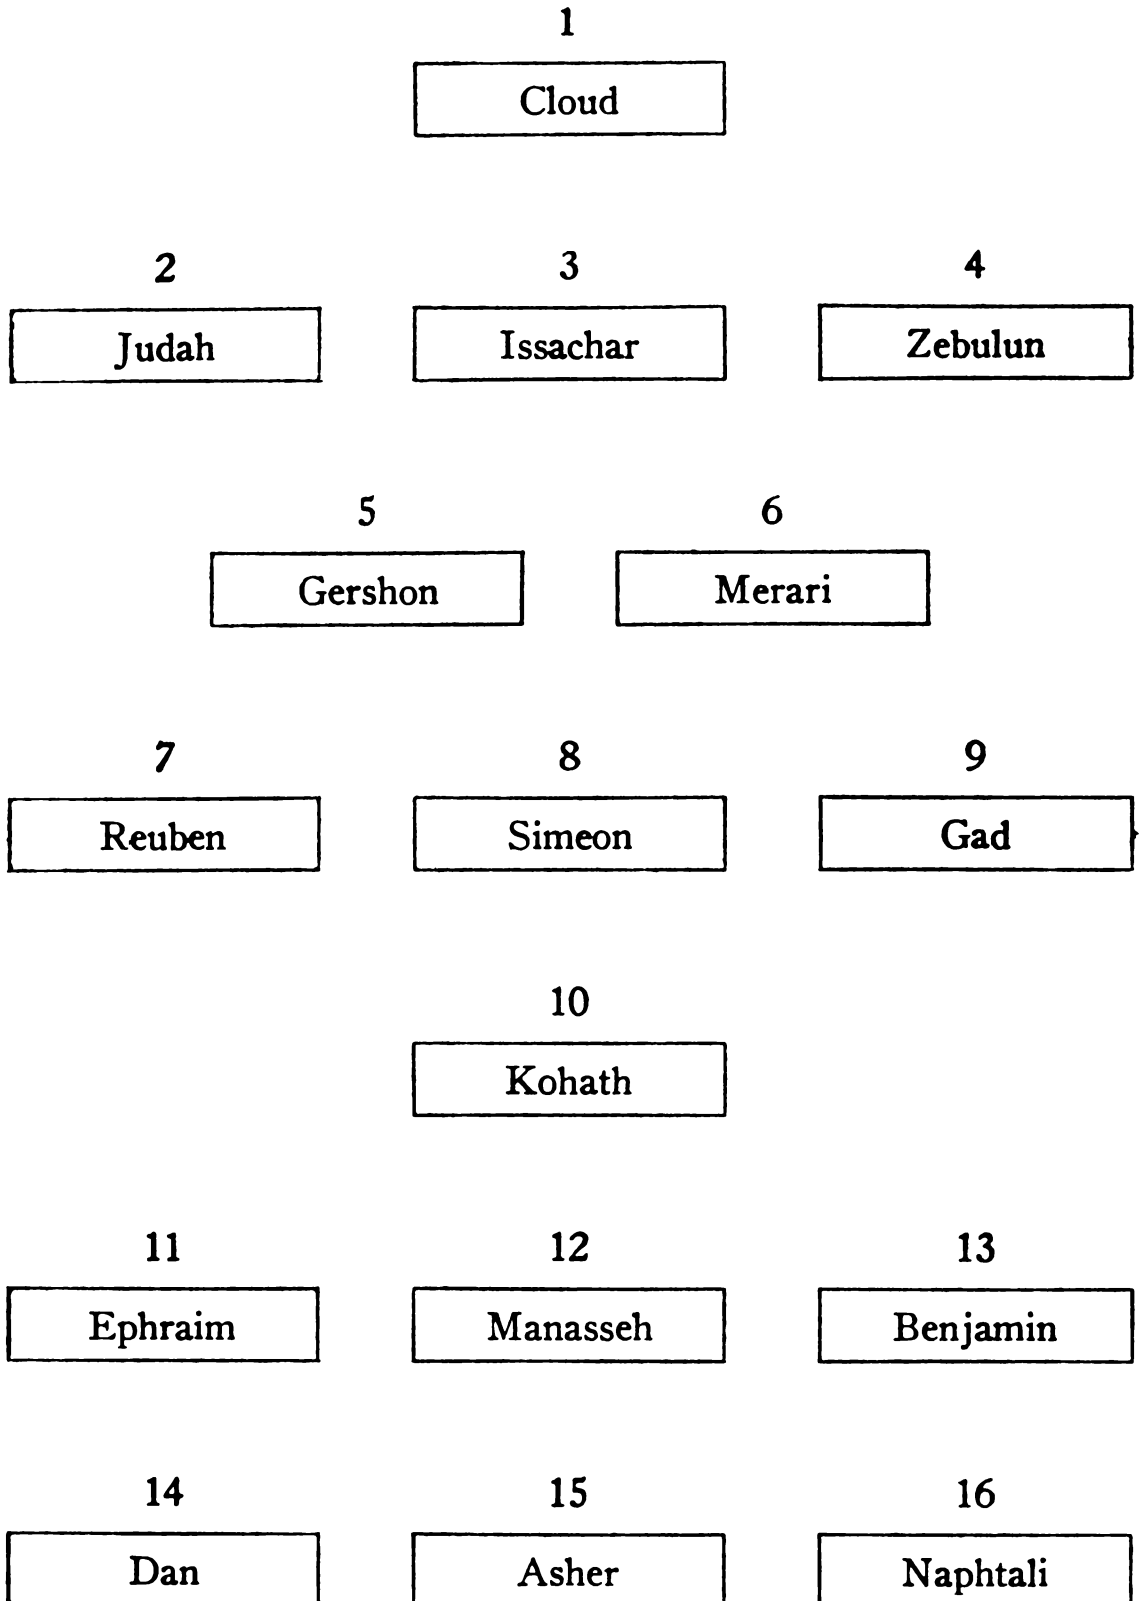 1
Cloud
2 3 4
Judah Issachar Zebulun
5 6
Gershon Merari
7 8 9
Reuben Simeon Gad
10
Kohath
11 12 13
Ephraim Manasseh Benjamin
14 15 16
Dan Asher Naphtali